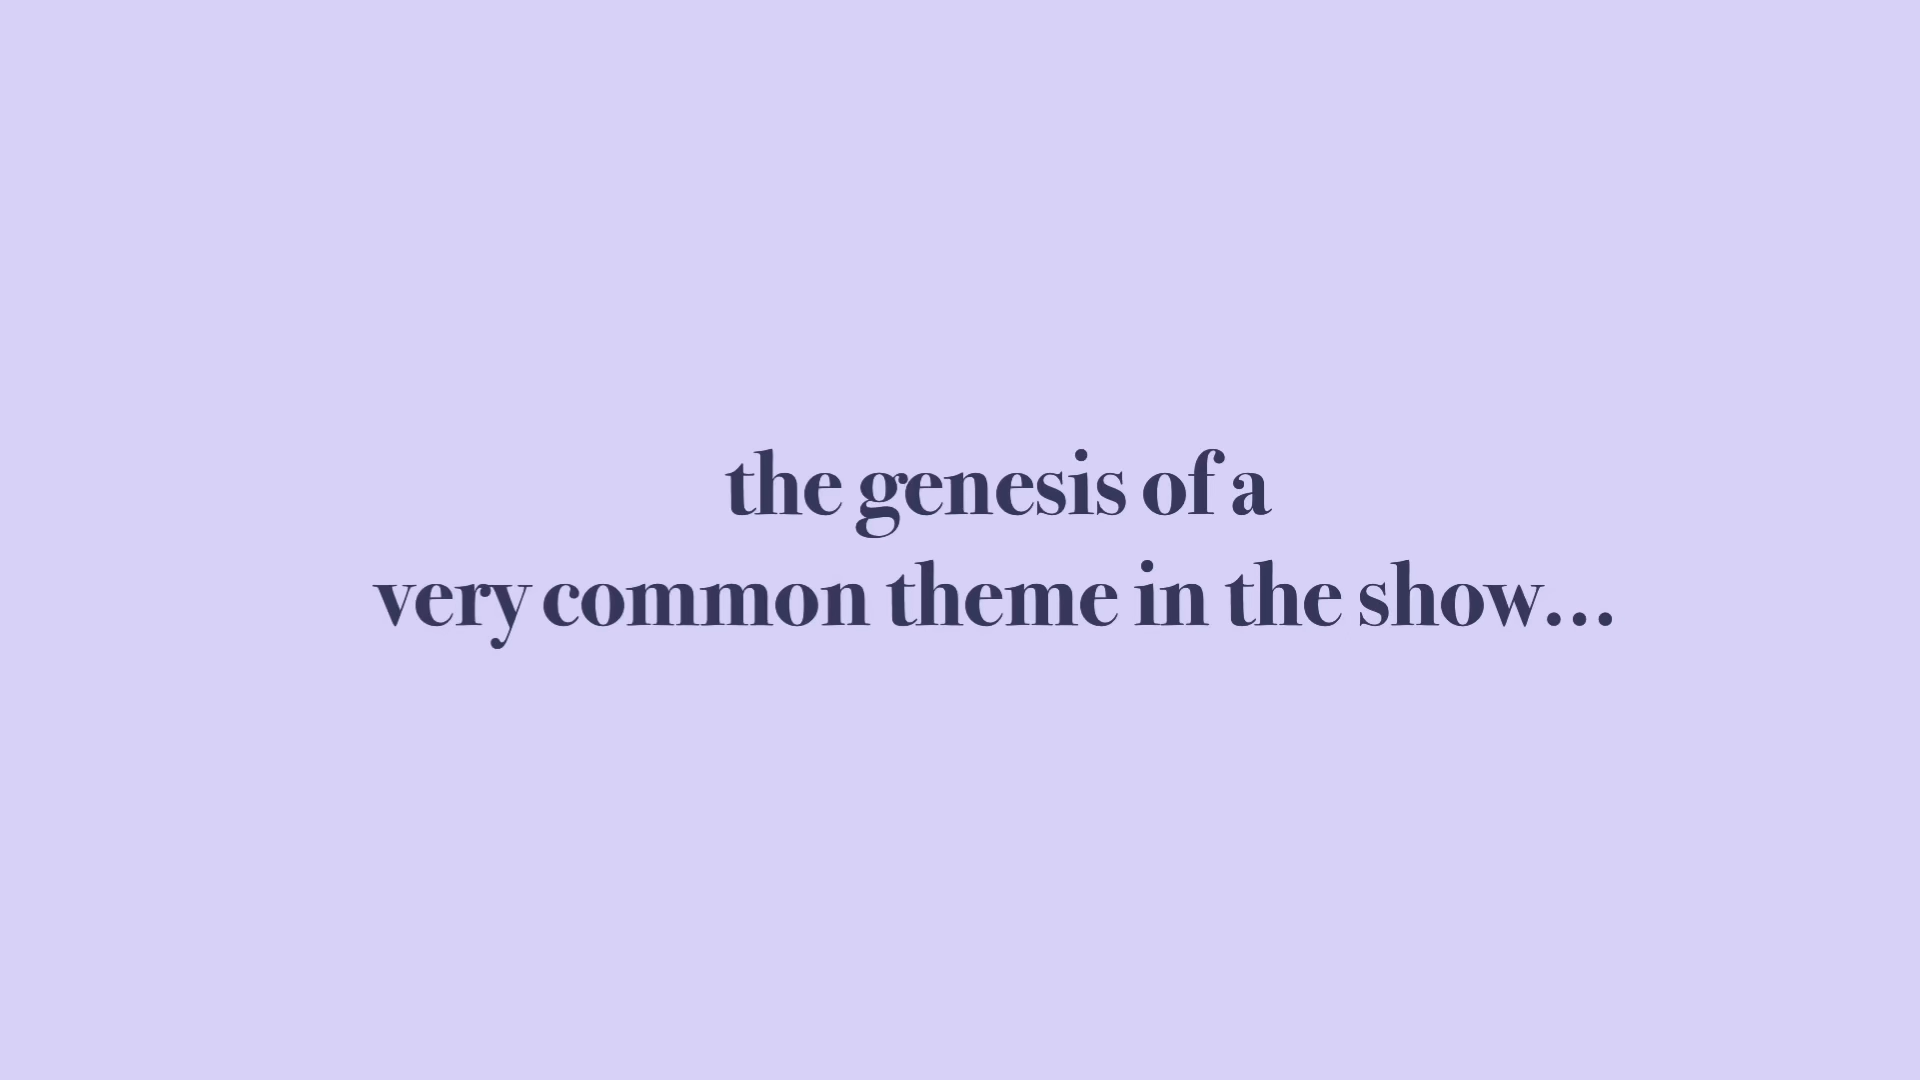 the genesis of a
very common theme in the show...